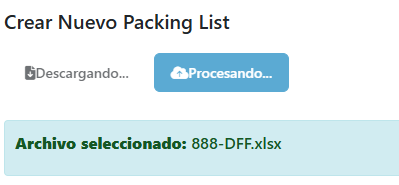 Crear Nuevo Packing List
Descargando... Procesando...
Archivo seleccionado: 888-DFF.xlsx